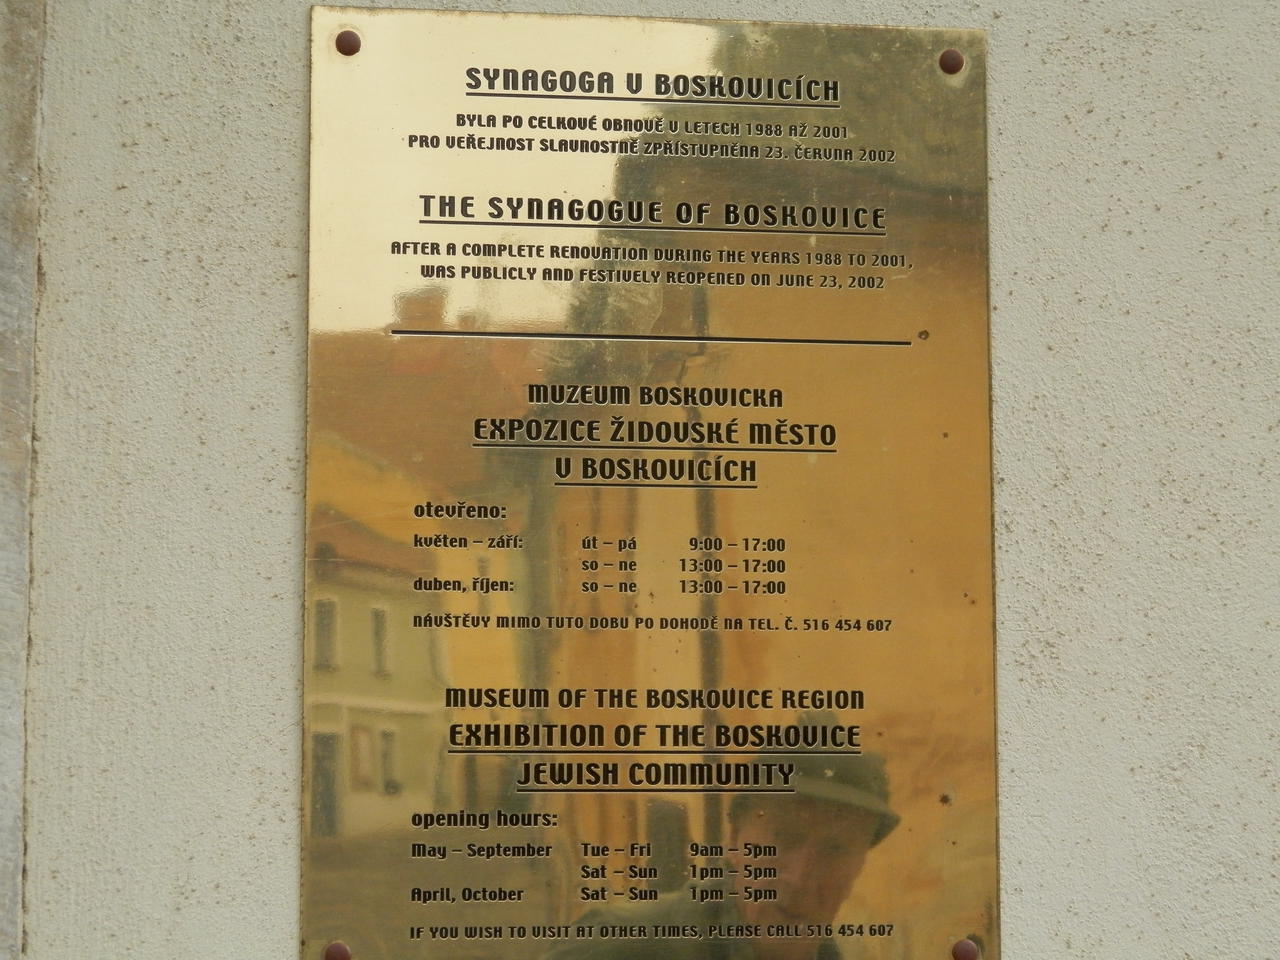 SYNAGOGA V BOSKOVICÍCH
BYLA PO CELKOVÉ OBNOVĚ V LETECH 1988 AŽ 2001
PRO VEŘEJNOST SLAVNOSTNĚ ZPŘÍSTUPNĚNA 23. ČERVNA 2002
THE SYNAGOGUE OF BOSKOVICE
AFTER A COMPLETE RENOVATION DURING THE YEARS 1988 TO 2001,
WAS PUBLICLY AND FESTIVELY REOPENED ON JUNE 23, 2002
MUZEUM BOSKOVICKA
EXPOZICE ŽIDOVSKÉ MĚSTO
V BOSKOVICÍCH
otevřeno:
květen – září: út – pá 9:00 – 17:00
so – ne 13:00 – 17:00
duben, říjen: so – ne 13:00 – 17:00
NÁVŠTĚVY MIMO TUTO DOBU PO DOHODĚ NA TEL. Č. 516 454 607
MUSEUM OF THE BOSKOVICE REGION
EXHIBITION OF THE BOSKOVICE
JEWISH COMMUNITY
opening hours:
May – September Tue – Fri 9am – 5pm
Sat – Sun 1pm – 5pm
April, October Sat – Sun 1pm – 5pm
IF YOU WISH TO VISIT AT OTHER TIMES, PLEASE CALL 516 454 607